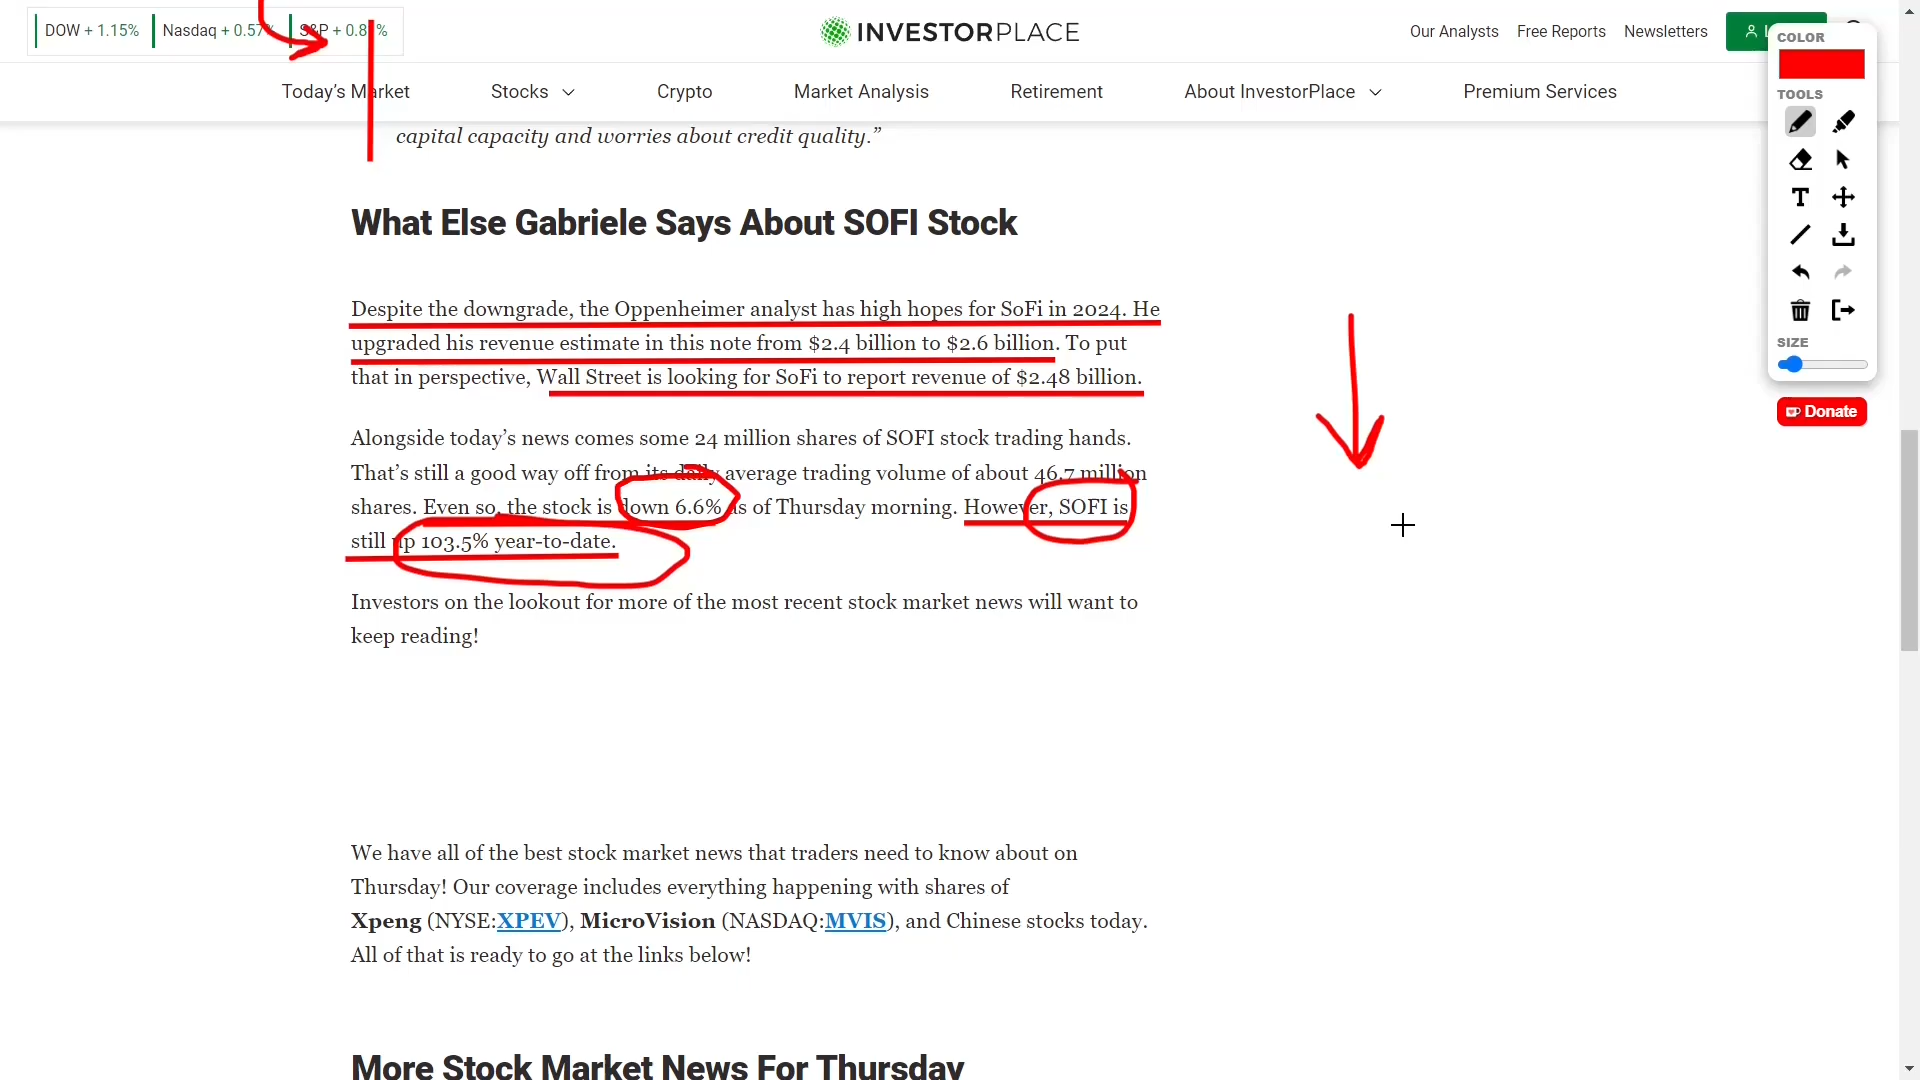 DOW + 1.15% Nasdaq + 0.57% S&P + 0.8 %
INVESTORPLACE
Our Analysts Free Reports Newsletters
Today's Market Stocks Crypto Market Analysis Retirement About InvestorPlace Premium Services
COLOR
TOOLS
SIZE
Donate
capital capacity and worries about credit quality.”
What Else Gabriele Says About SOFI Stock
Despite the downgrade, the Oppenheimer analyst has high hopes for SoFi in 2024. He
upgraded his revenue estimate in this note from $2.4 billion to $2.6 billion. To put
that in perspective, Wall Street is looking for SoFi to report revenue of $2.48 billion.
Alongside today’s news comes some 24 million shares of SOFI stock trading hands.
That’s still a good way off from its daily average trading volume of about 46.7 million
shares. Even so, the stock is down 6.6% as of Thursday morning. However, SOFI is
still up 103.5% year-to-date.
Investors on the lookout for more of the most recent stock market news will want to
keep reading!
We have all of the best stock market news that traders need to know about on
Thursday! Our coverage includes everything happening with shares of
Xpeng (NYSE:XPEV), MicroVision (NASDAQ:MVIS), and Chinese stocks today.
All of that is ready to go at the links below!
More Stock Market News For Thursday